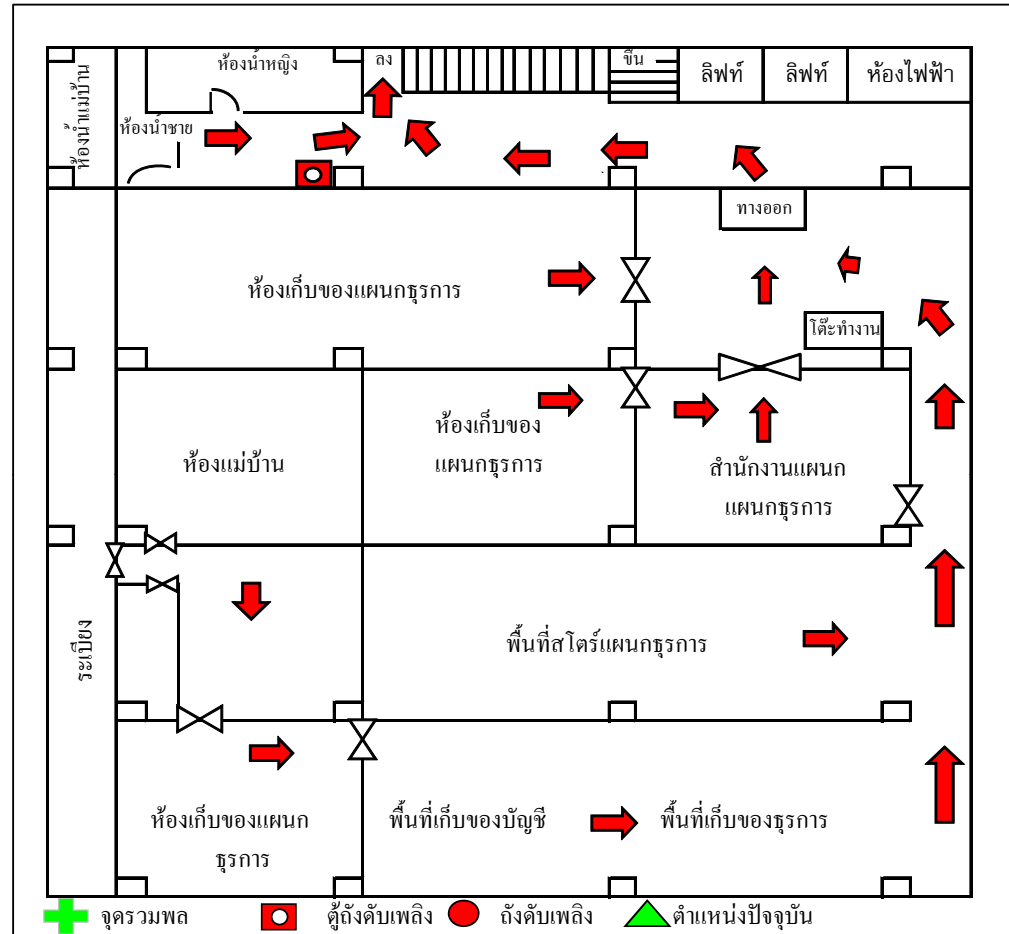 ห้องน้ำแม่บ้าน
ห้องน้ำหญิง
ลง
ขึ้น
ลิฟท์
ลิฟท์
ห้องไฟฟ้า
ห้องน้ำชาย
ทางออก
ห้องเก็บของแผนกธุรการ
โต๊ะทำงาน
ห้องแม่บ้าน
ห้องเก็บของ
แผนกธุรการ
สำนักงานแผนก
แผนกธุรการ
ระเบียง
พื้นที่สโตร์แผนกธุรการ
ห้องเก็บของแผนก
ธุรการ
พื้นที่เก็บของบัญชี
พื้นที่เก็บของธุรการ
จุดรวมพล
ตู้ถังดับเพลิง
ถังดับเพลิง
ตำแหน่งปัจจุบัน